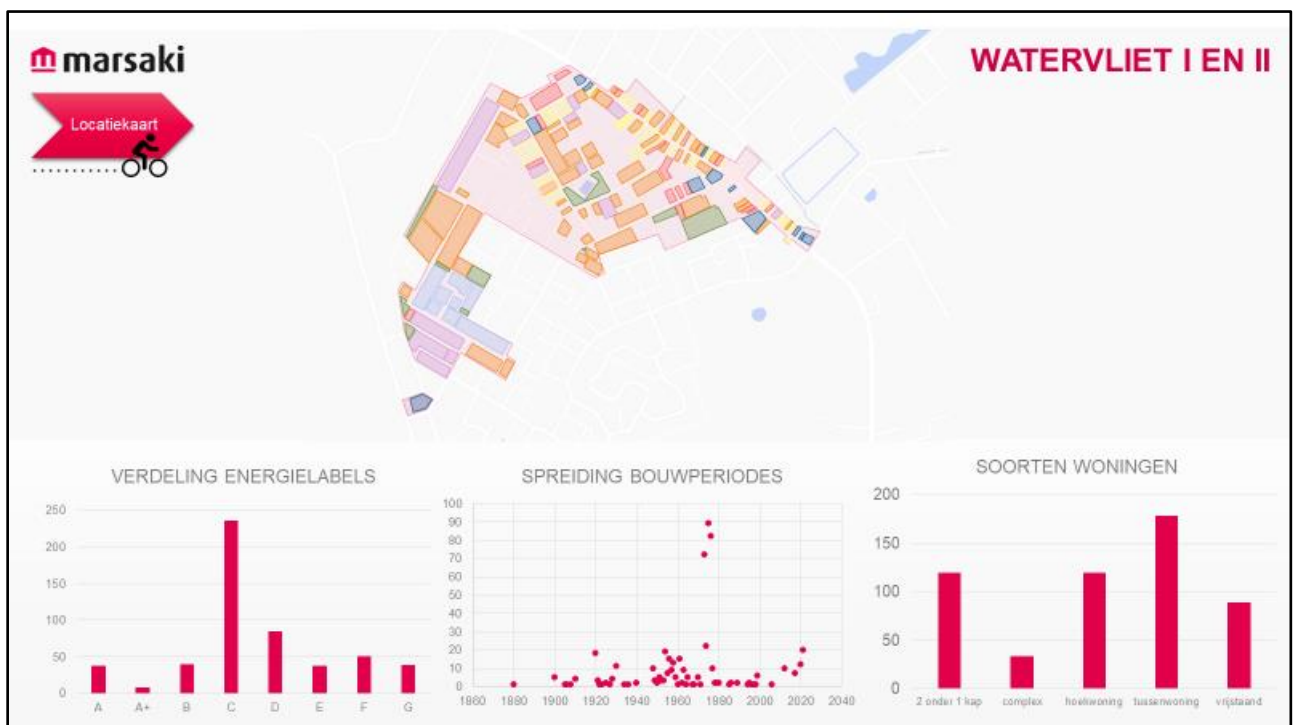 marsaki
WATERVLIET I EN II
Locatiekaart
VERDELING ENERGIELABELS
250
200
150
100
50
0
A A+ B C D E F G
SPREIDING BOUWPERIODES
100
90
80
70
60
50
40
30
20
10
0
1860 1880 1900 1920 1940 1960 1980 2000 2020 2040
SOORTEN WONINGEN
200
150
100
50
0
2 onder 1 kap complex hoekwoning tussenwoning vrijstaand